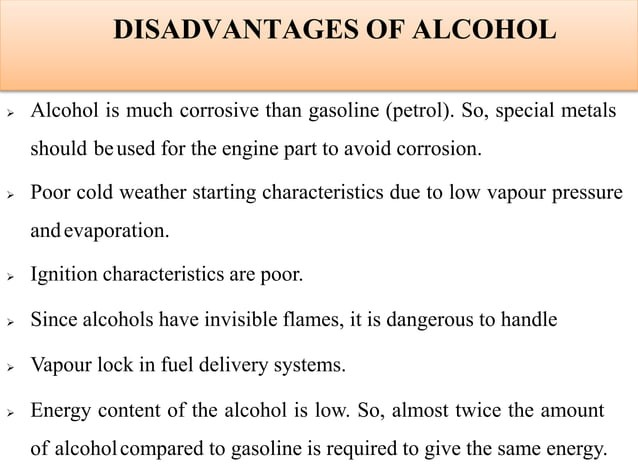 DISADVANTAGES OF ALCOHOL
➢ Alcohol is much corrosive than gasoline (petrol). So, special metals
should be used for the engine part to avoid corrosion.
➢ Poor cold weather starting characteristics due to low vapour pressure
and evaporation.
➢ Ignition characteristics are poor.
➢ Since alcohols have invisible flames, it is dangerous to handle
➢ Vapour lock in fuel delivery systems.
➢ Energy content of the alcohol is low. So, almost twice the amount
of alcohol compared to gasoline is required to give the same energy.